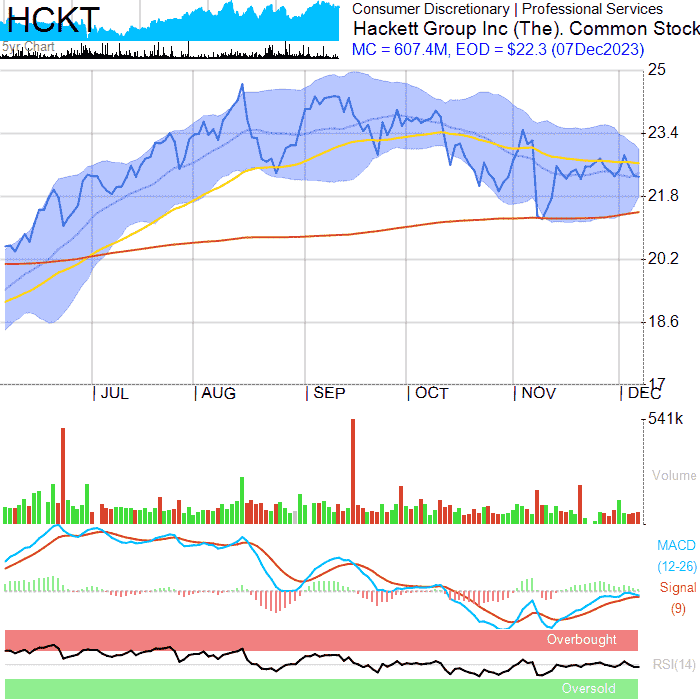 HCKT
5yr Chart
Consumer Discretionary | Professional Services
Hackett Group Inc (The). Common Stock
MC = 607.4M, EOD = $22.3 (07Dec2023)
25
23.4
21.8
20.2
18.6
17
JUL AUG SEP OCT NOV DEC
541k
Volume
MACD
(12-26)
Signal
(9)
Overbought
RSI(14)
Oversold